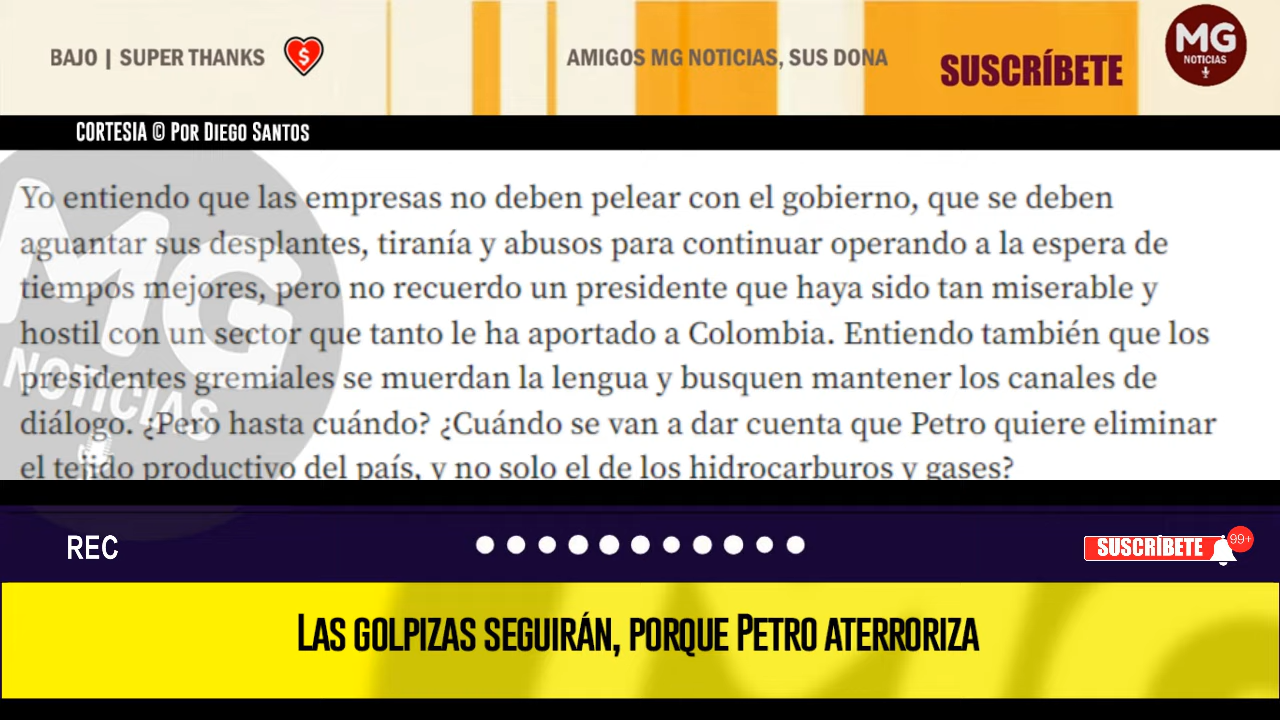 BAJO | SUPER THANKS
AMIGOS MG NOTICIAS, SUS DONA
SUSCRÍBETE
MG
NOTICIAS
CORTESIA © POR DIEGO SANTOS
Yo entiendo que las empresas no deben pelear con el gobierno, que se deben
aguantar sus desplantes, tiranía y abusos para continuar operando a la espera de
tiempos mejores, pero no recuerdo un presidente que haya sido tan miserable y
hostil con un sector que tanto le ha aportado a Colombia. Entiendo también que los
presidentes gremiales se muerdan la lengua y busquen mantener los canales de
diálogo. ¿Pero hasta cuándo? ¿Cuándo se van a dar cuenta que Petro quiere eliminar
el tejido productivo del país, y no solo el de los hidrocarburos y gases?
MG
NOTICIAS
REC
SUSCRÍBETE
99+
LAS GOLPIZAS SEGUIRÁN, PORQUE PETRO ATERRORIZA